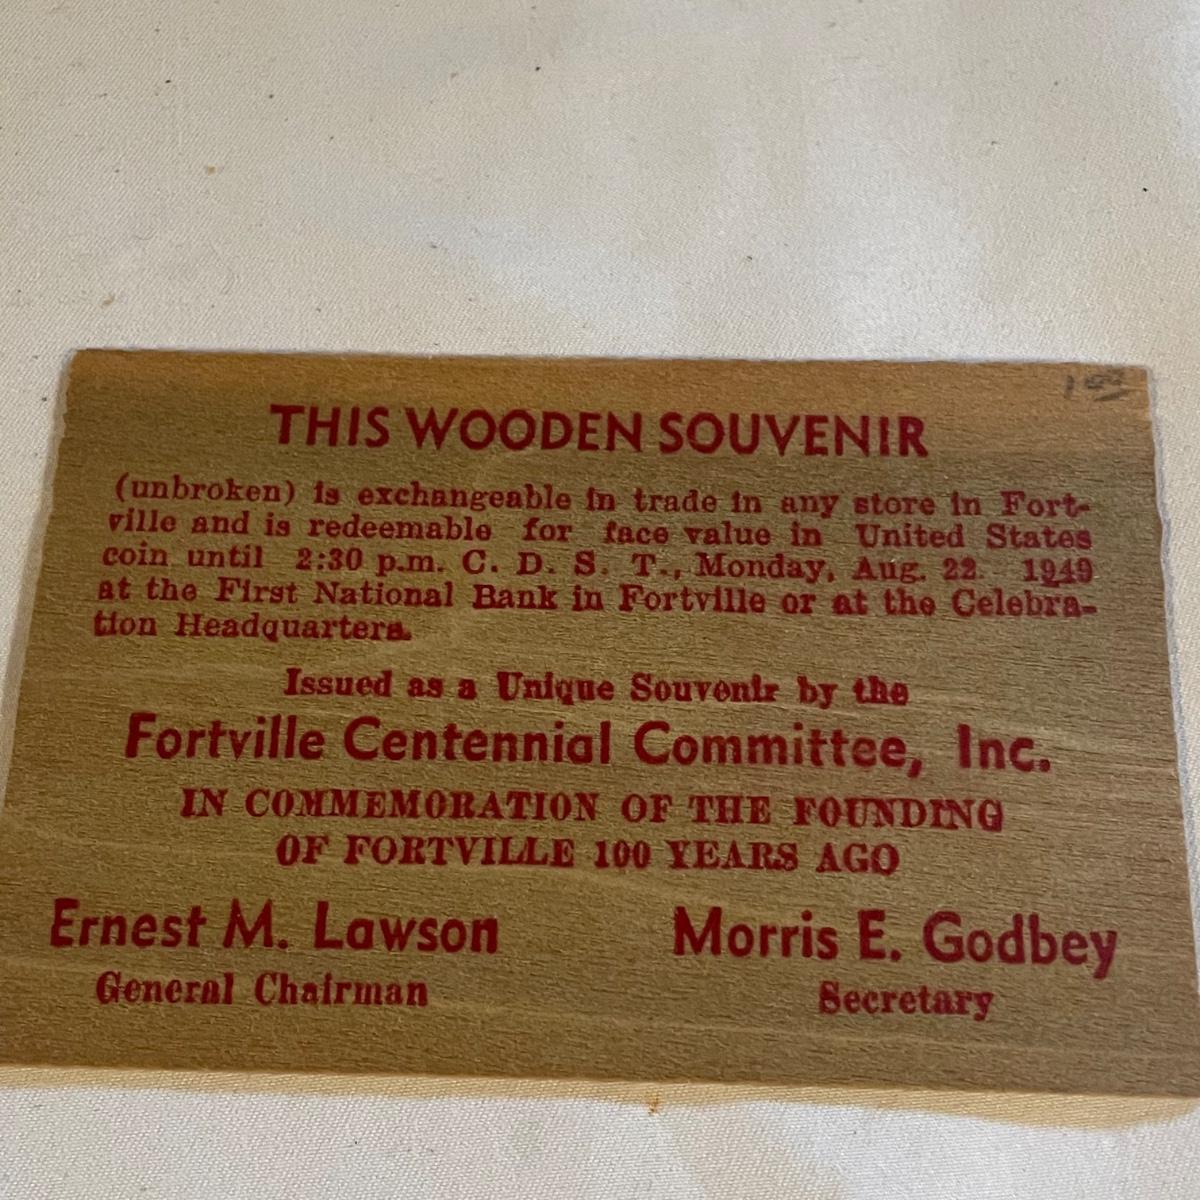 1 00
THIS WOODEN SOUVENIR
(unbroken) is exchangeable in trade in any store in Fort-
ville and is redeemable for face value in United States
coin until 2:30 p.m. C. D. S. T., Monday, Aug. 22 1949
at the First National Bank in Fortville or at the Celebra-
tion Headquarters.
Issued as a Unique Souvenir by the
Fortville Centennial Committee, Inc.
IN COMMEMORATION OF THE FOUNDING
OF FORTVILLE 100 YEARS AGO
Ernest M. Lawson
General Chairman
Morris E. Godbey
Secretary